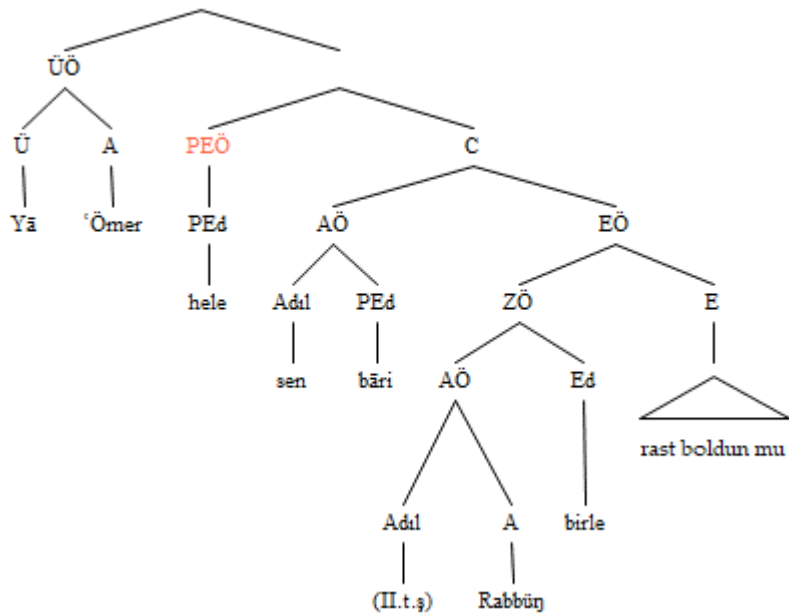 ÜÖ
Ü A PEÖ C
Yā ʿÖmer PEd AÖ EÖ
hele Adıl PEd ZÖ E
sen bāri AÖ Ed
rast boldun mu
Adıl A birle
(II.t.ş) Rabbüŋ